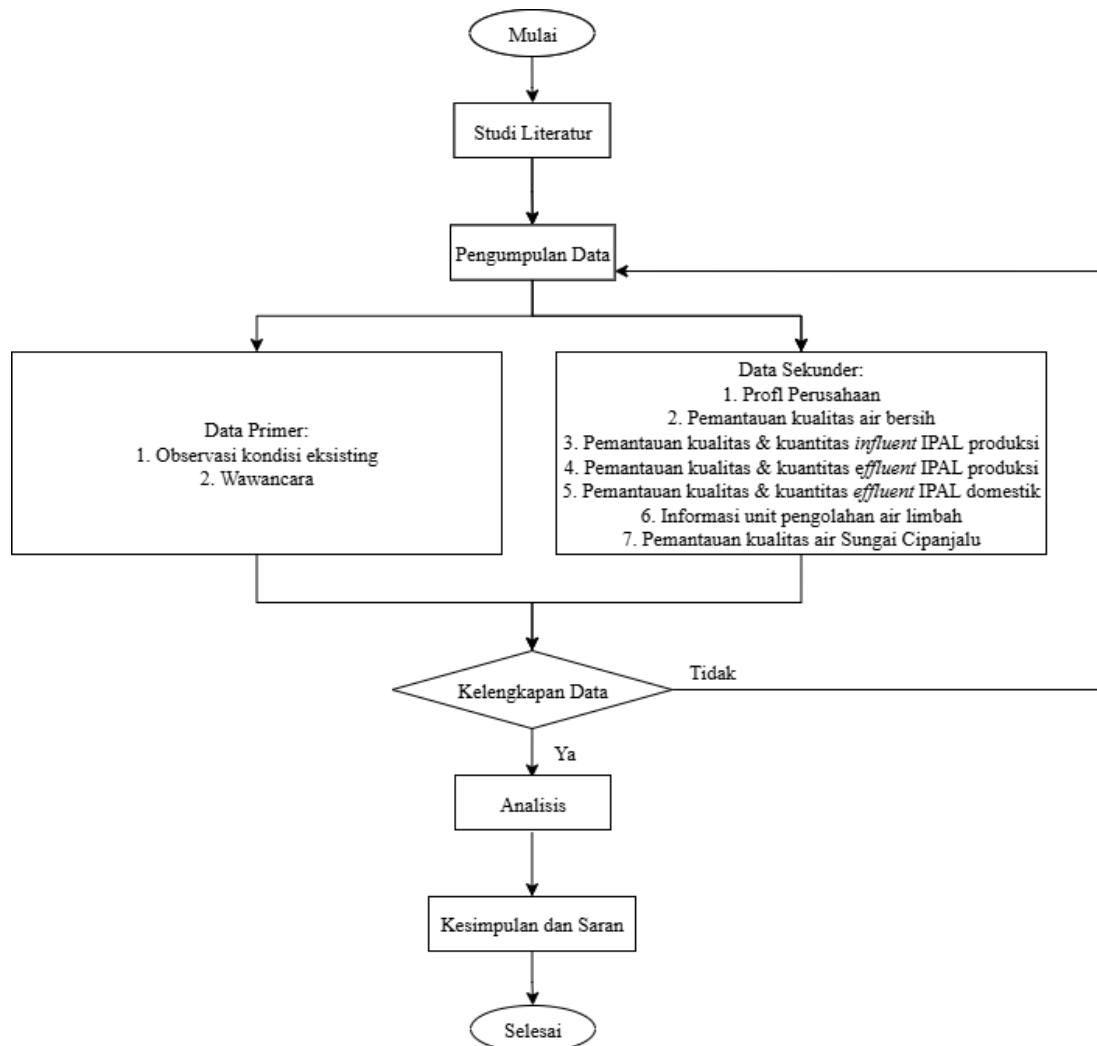 Mulai
Studi Literatur
Pengumpulan Data
Data Primer:
1. Observasi kondisi eksisting
2. Wawancara
Data Sekunder:
1. Profl Perusahaan
2. Pemantauan kualitas air bersih
3. Pemantauan kualitas & kuantitas influent IPAL produksi
4. Pemantauan kualitas & kuantitas effluent IPAL produksi
5. Pemantauan kualitas & kuantitas effluent IPAL domestik
6. Informasi unit pengolahan air limbah
7. Pemantauan kualitas air Sungai Cipanjalu
Kelengkapan Data
Tidak
Ya
Analisis
Kesimpulan dan Saran
Selesai